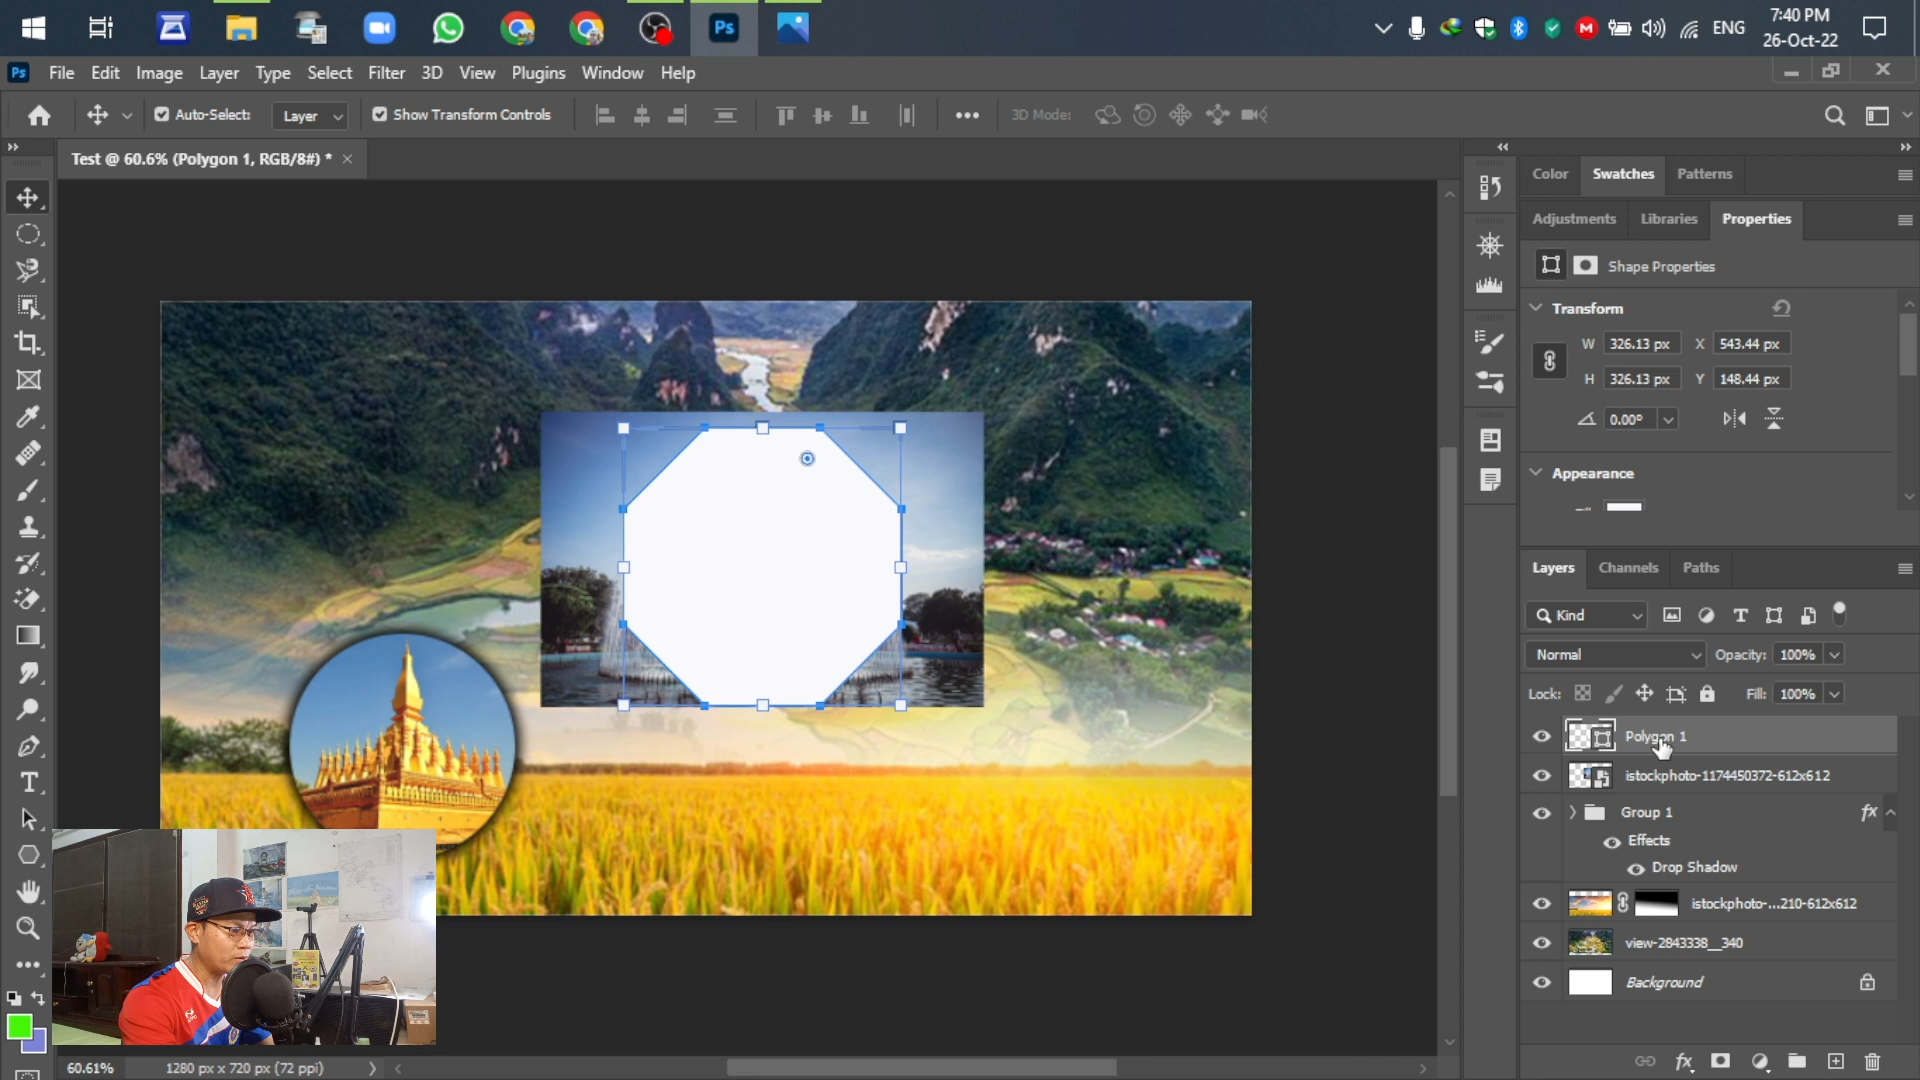 7:40 PM
ENG
26-Oct-22
Ps
M
Ps File Edit Image Layer Type Select Filter 3D View Plugins Window Help
Auto-Select: Layer Show Transform Controls 3D Mode:
Test @ 60.6% (Polygon 1, RGB/8#) *
Color Swatches Patterns
Adjustments Libraries Properties
Shape Properties
Transform
W 326.13 px X 543.44 px
H 326.13 px Y 148.44 px
0.00°
Appearance
Layers Channels Paths
Kind
Normal Opacity: 100%
Lock: Fill: 100%
Polygon 1
istockphoto-1174450372-612x612
Group 1 fx
Effects
Drop Shadow
istockphoto-...210-612x612
view-2843338__340
Background
60.61% 1280 px x 720 px (72 ppi)
fx